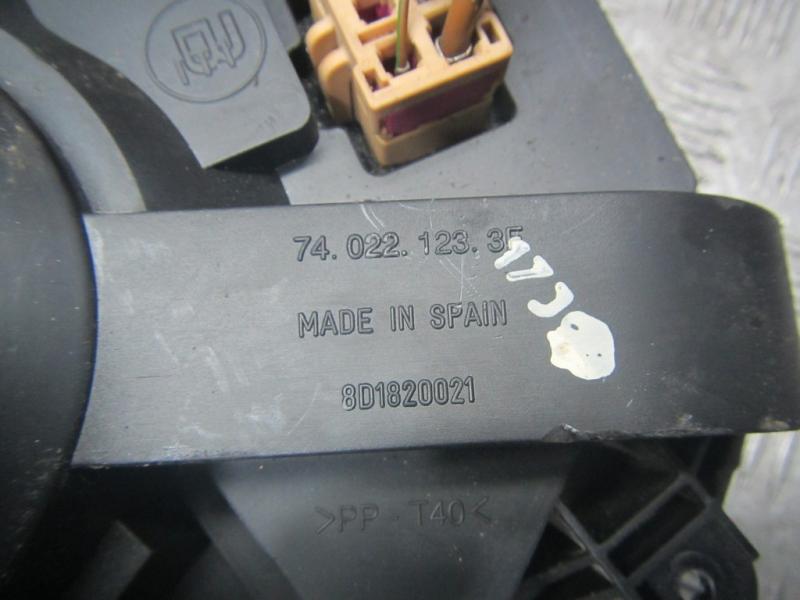 74.022.123.3F
MADE IN SPAIN
8D1820021
>PP-T40<